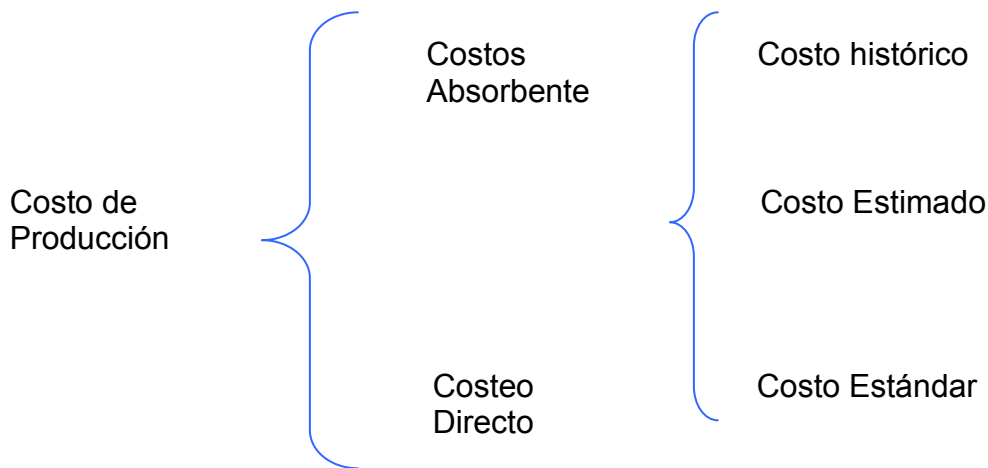 Costo de
Producción
Costos
Absorbente
Costeo
Directo
Costo histórico
Costo Estimado
Costo Estándar